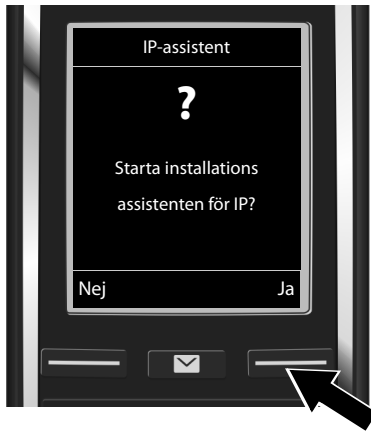 IP-assistent
?
Starta installations
assistenten för IP?
Nej Ja